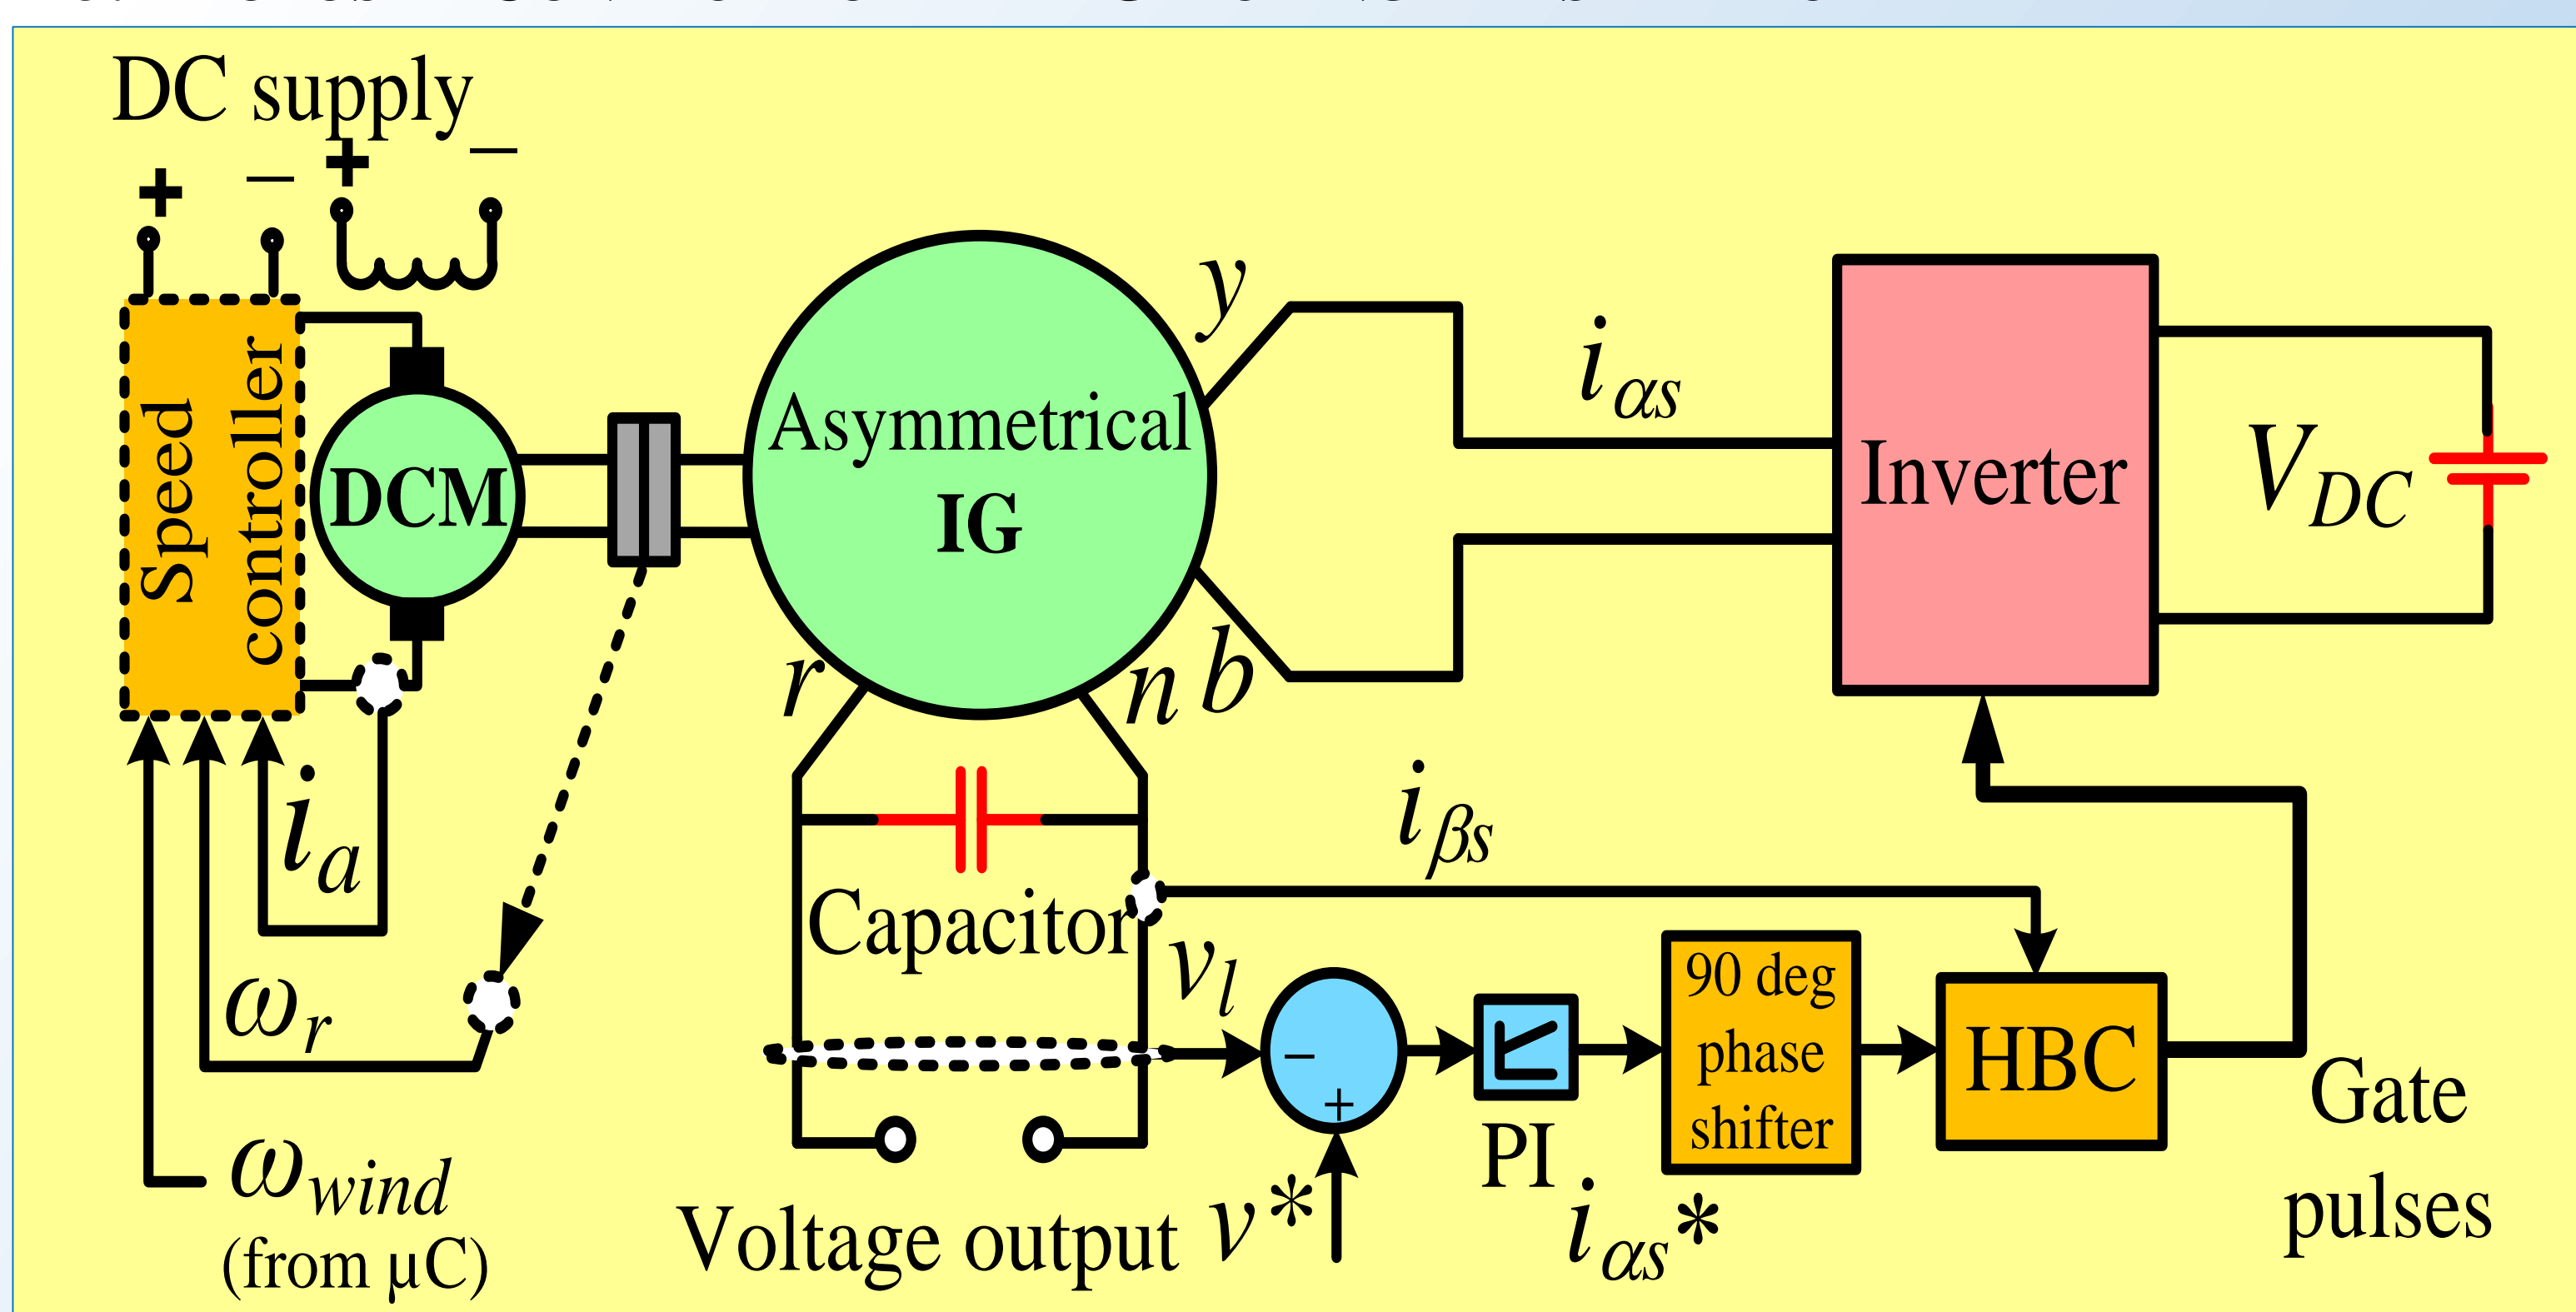 DC supply
+ − + −
Speed
controller
DCM
Asymmetrical
IG
y
b
r
n
iαs
Inverter
VDC
ia
ωr
ωwind
(from μC)
Capacitor
iβs
vl
−
+
v*
PI
iαs*
90 deg
phase
shifter
HBC
Gate
pulses
Voltage output